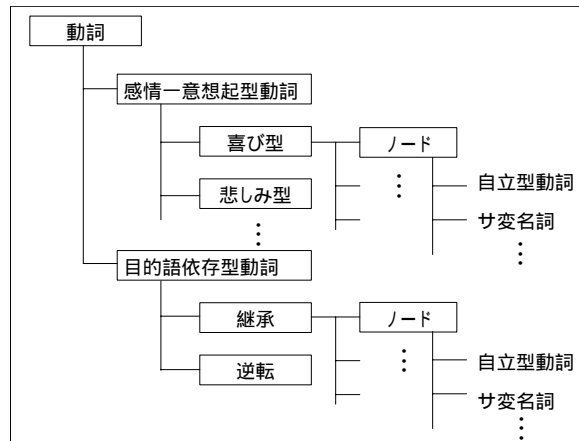 動詞
感情一意想起型動詞
喜び型
ノード
⋮
自立型動詞
悲しみ型
サ変名詞
⋮
⋮
目的語依存型動詞
継承
ノード
⋮
自立型動詞
逆転
サ変名詞
⋮